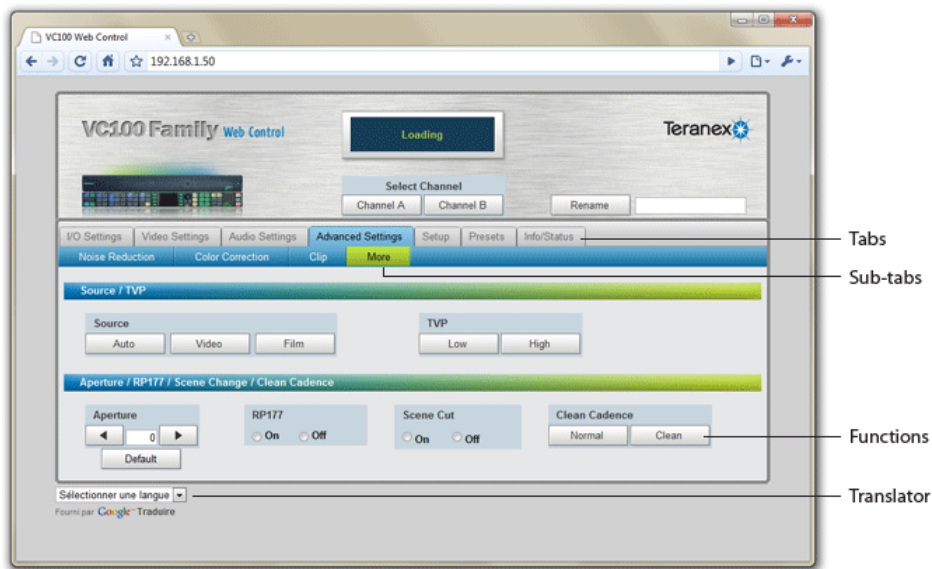 VC100 Web Control
192.168.1.50
VC100 Family Web Control
Loading
Teranex
Select Channel
Channel A Channel B Rename
I/O Settings Video Settings Audio Settings Advanced Settings Setup Presets Info/Status
Tabs
Noise Reduction Color Correction Clip More
Sub-tabs
Source / TVP
Source TVP
Auto Video Film Low High
Aperture / RP177 / Scene Change / Clean Cadence
Aperture RP177 Scene Cut Clean Cadence
0 On Off On Off Normal Clean
Functions
Default
Sélectionner une langue
Translator
Fourni par Google Traduire